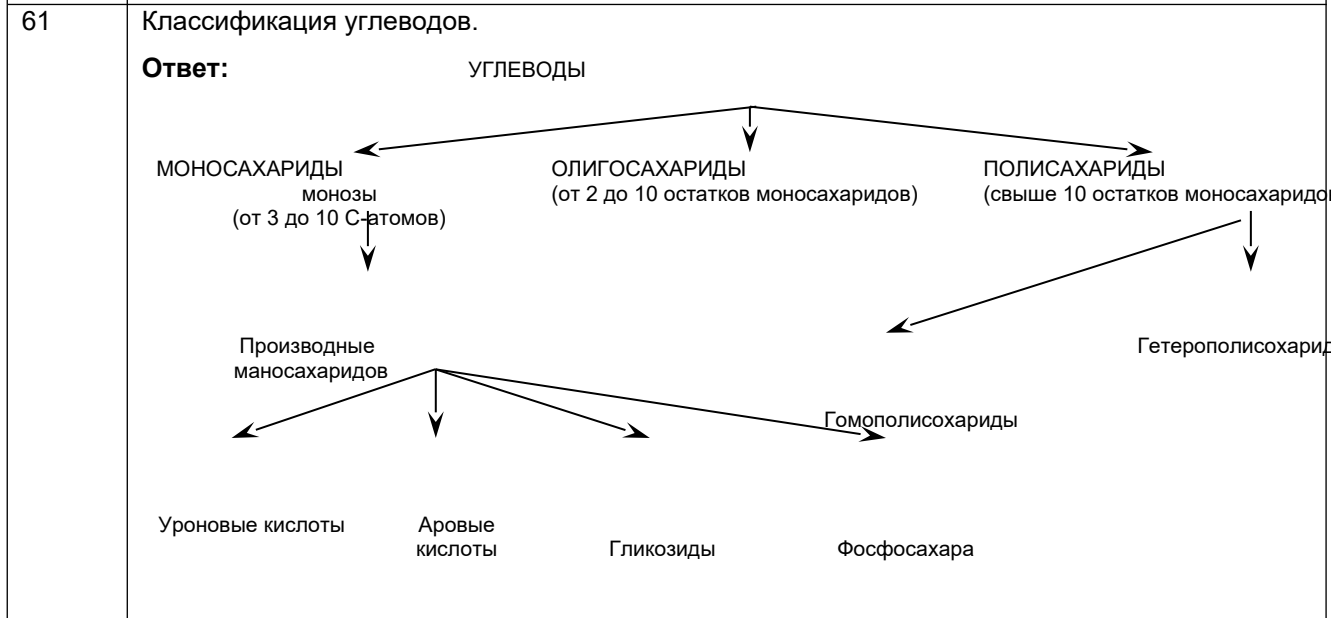 61
Классификация углеводов.
Ответ:
УГЛЕВОДЫ
МОНОСАХАРИДЫ
монозы
(от 3 до 10 С-атомов)
ОЛИГОСАХАРИДЫ
(от 2 до 10 остатков моносахаридов)
ПОЛИСАХАРИДЫ
(свыше 10 остатков моносахаридо
Производные
маносахаридов
Гетерополисохарид
Гомополисохариды
Уроновые кислоты
Аровые
кислоты
Гликозиды
Фосфосахара